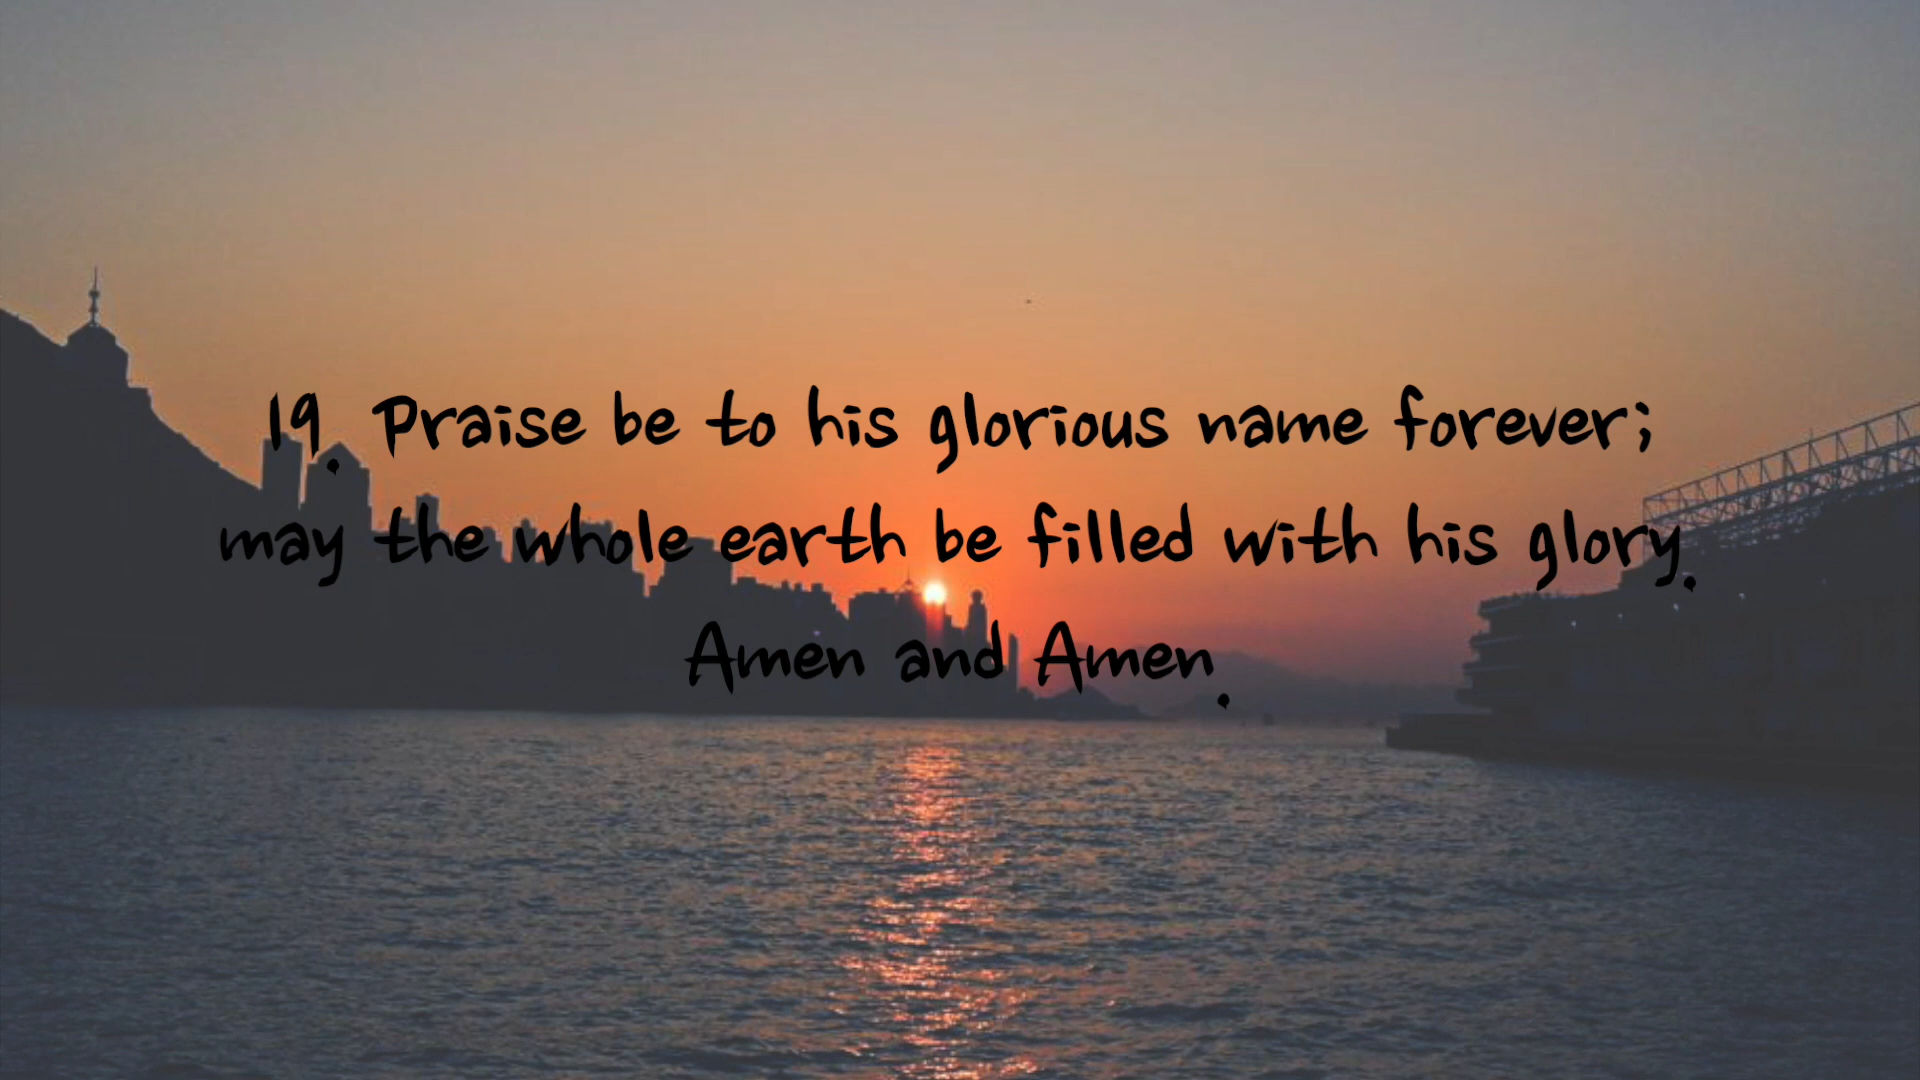 19. Praise be to his glorious name forever;
may the whole earth be filled with his glory.
Amen and Amen.